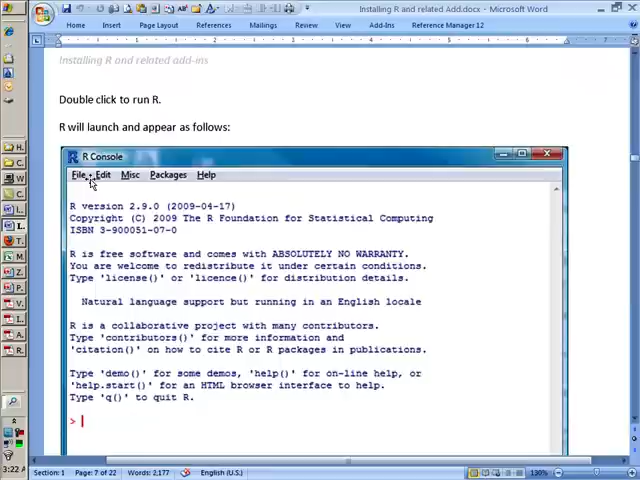 Installing R and related Add.docx - Microsoft Word
Home Insert Page Layout References Mailings Review View Add-Ins Reference Manager 12
Installing R and related add-ins
Double click to run R.
R will launch and appear as follows:
R Console
File Edit Misc Packages Help
R version 2.9.0 (2009-04-17)
Copyright (C) 2009 The R Foundation for Statistical Computing
ISBN 3-900051-07-0
R is free software and comes with ABSOLUTELY NO WARRANTY.
You are welcome to redistribute it under certain conditions.
Type 'license()' or 'licence()' for distribution details.
Natural language support but running in an English locale
R is a collaborative project with many contributors.
Type 'contributors()' for more information and
'citation()' on how to cite R or R packages in publications.
Type 'demo()' for some demos, 'help()' for on-line help, or
'help.start()' for an HTML browser interface to help.
Type 'q()' to quit R.
>
H.
C.
W
C.
I...
I...
T.
M.
Z.
P.
V.
I..
A.
R.
3:22
Section: 1 Page: 7 of 22 Words: 2,177 English (U.S.) 130%